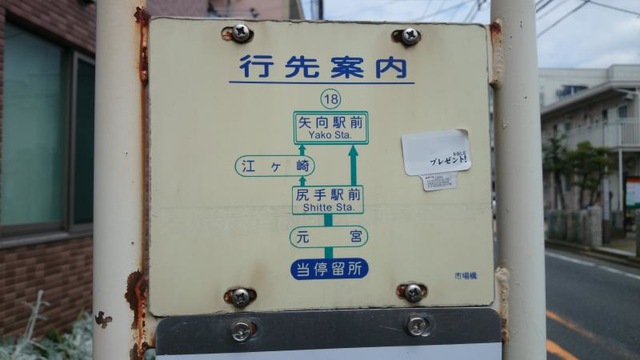 行先案内
18
矢向駅前
Yako Sta.
江ヶ崎
尻手駅前
Shitte Sta.
元宮
当停留所
市場橋
プレゼント!